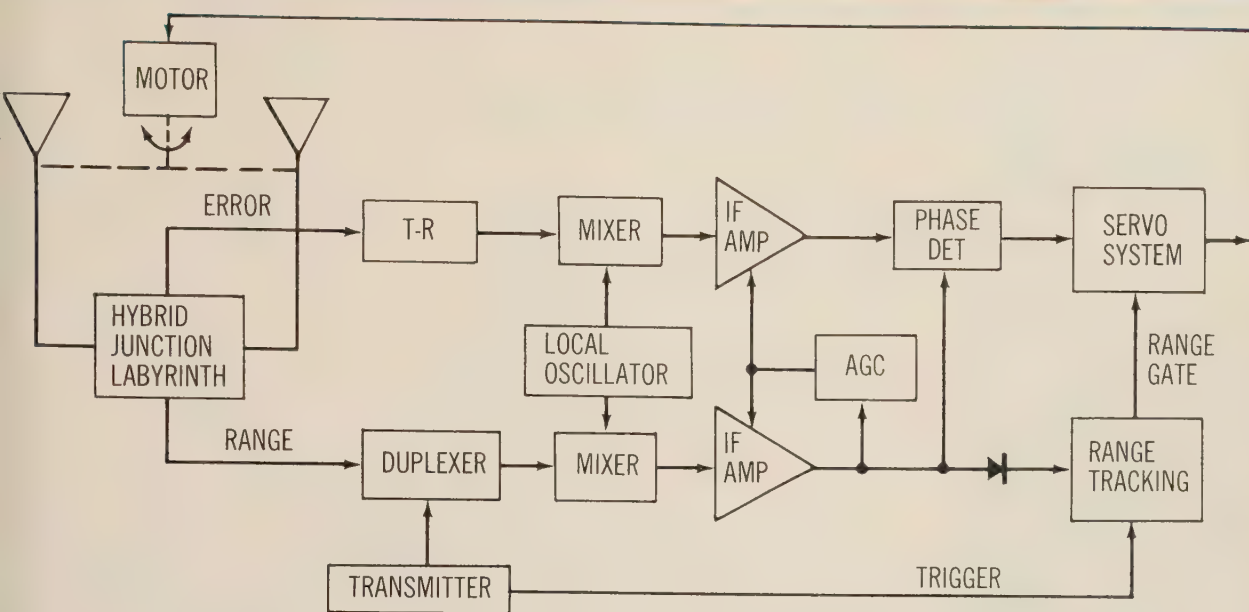 MOTOR
ERROR
T-R
MIXER
IF
AMP
PHASE
DET
SERVO
SYSTEM
HYBRID
JUNCTION
LABYRINTH
LOCAL
OSCILLATOR
AGC
RANGE
GATE
RANGE
DUPLEXER
MIXER
IF
AMP
RANGE
TRACKING
TRANSMITTER
TRIGGER